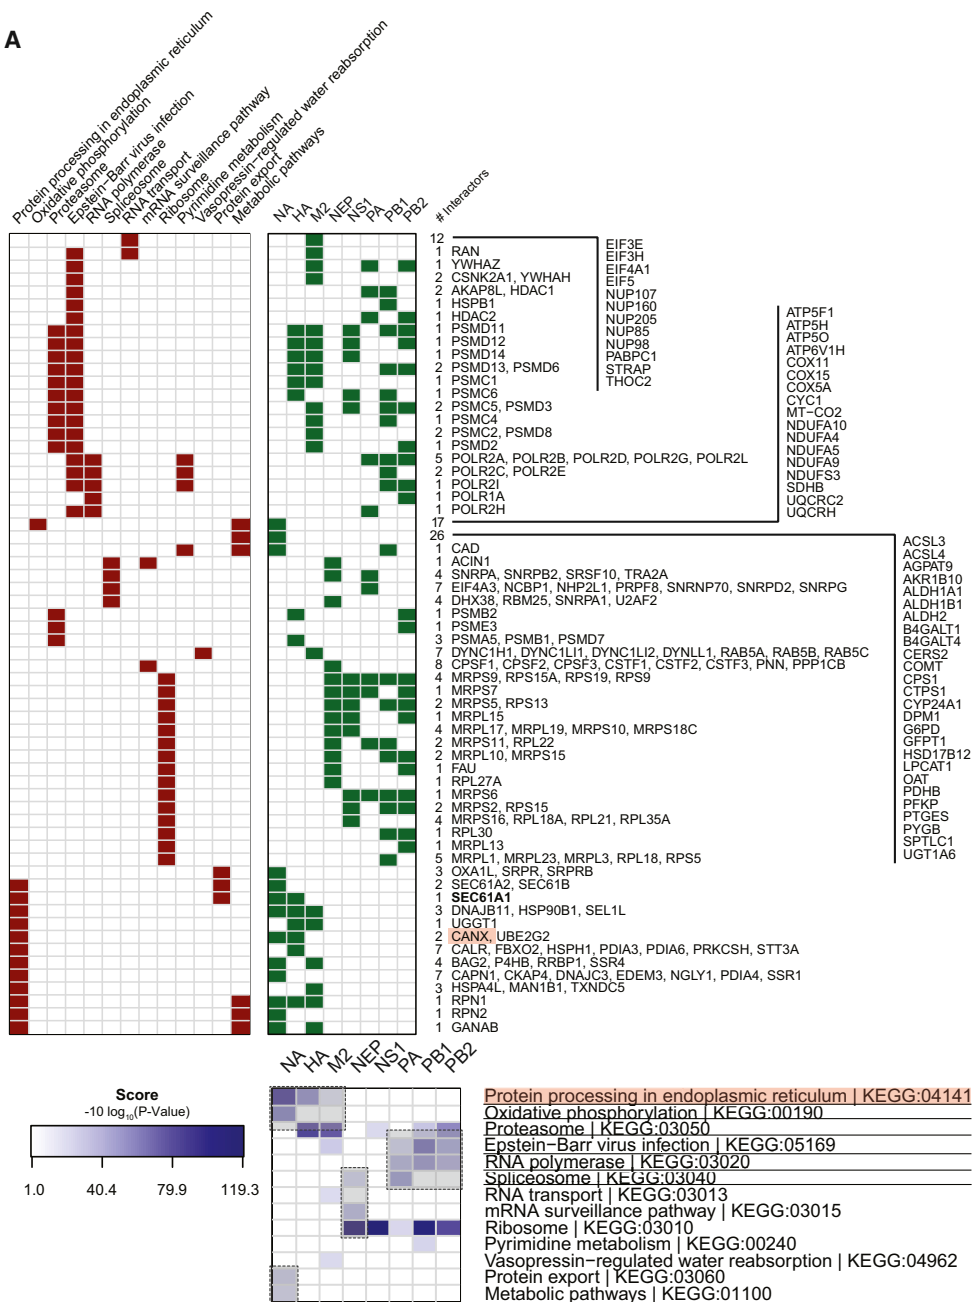 A
Protein processing in endoplasmic reticulum
Oxidative phosphorylation
Proteasome
Epstein−Barr virus infection
RNA polymerase
Spliceosome
RNA transport
mRNA surveillance pathway
Ribosome
Pyrimidine metabolism
Vasopressin−regulated water reabsorption
Protein export
Metabolic pathways
NA
HA
M2
NEP
NS1
PA
PB1
PB2
# Interactors
12
1 RAN
1 YWHAZ
2 CSNK2A1, YWHAH
2 AKAP8L, HDAC1
1 HSPB1
1 HDAC2
1 PSMD11
1 PSMD12
1 PSMD14
2 PSMD13, PSMD6
1 PSMC1
1 PSMC6
2 PSMC5, PSMD3
1 PSMC4
2 PSMC2, PSMD8
1 PSMD2
5 POLR2A, POLR2B, POLR2D, POLR2G, POLR2L
2 POLR2C, POLR2E
1 POLR2I
1 POLR1A
1 POLR2H
17
26
1 CAD
1 ACIN1
4 SNRPA, SNRPB2, SRSF10, TRA2A
7 EIF4A3, NCBP1, NHP2L1, PRPF8, SNRNP70, SNRPD2, SNRPG
4 DHX38, RBM25, SNRPA1, U2AF2
1 PSMB2
1 PSME3
3 PSMA5, PSMB1, PSMD7
7 DYNC1H1, DYNC1LI1, DYNC1LI2, DYNLL1, RAB5A, RAB5B, RAB5C
8 CPSF1, CPSF2, CPSF3, CSTF1, CSTF2, CSTF3, PNN, PPP1CB
4 MRPS9, RPS15A, RPS19, RPS9
1 MRPS7
2 MRPS5, RPS13
1 MRPL15
4 MRPL17, MRPL19, MRPS10, MRPS18C
2 MRPS11, RPL22
2 MRPL10, MRPS15
1 FAU
1 RPL27A
1 MRPS6
2 MRPS2, RPS15
4 MRPS16, RPL18A, RPL21, RPL35A
1 RPL30
1 MRPL13
5 MRPL1, MRPL23, MRPL3, RPL18, RPS5
3 OXA1L, SRPR, SRPRB
2 SEC61A2, SEC61B
1 SEC61A1
3 DNAJB11, HSP90B1, SEL1L
1 UGGT1
2 CANX, UBE2G2
7 CALR, FBXO2, HSPH1, PDIA3, PDIA6, PRKCSH, STT3A
4 BAG2, P4HB, RRBP1, SSR4
7 CAPN1, CKAP4, DNAJC3, EDEM3, NGLY1, PDIA4, SSR1
3 HSPA4L, MAN1B1, TXNDC5
1 RPN1
1 RPN2
1 GANAB
EIF3E
EIF3H
EIF4A1
EIF5
NUP107
NUP160
NUP205
NUP85
NUP98
PABPC1
STRAP
THOC2
ATP5F1
ATP5H
ATP5O
ATP6V1H
COX11
COX15
COX5A
CYC1
MT−CO2
NDUFA10
NDUFA4
NDUFA5
NDUFA9
NDUFS3
SDHB
UQCRC2
UQCRH
ACSL3
ACSL4
AGPAT9
AKR1B10
ALDH1A1
ALDH1B1
ALDH2
B4GALT1
B4GALT4
CERS2
COMT
CPS1
CTPS1
CYP24A1
DPM1
G6PD
GFPT1
HSD17B12
LPCAT1
OAT
PDHB
PFKP
PTGES
PYGB
SPTLC1
UGT1A6
NA
HA
M2
NEP
NS1
PA
PB1
PB2
Score
-10 log10(P-Value)
1.0 40.4 79.9 119.3
Protein processing in endoplasmic reticulum | KEGG:04141
Oxidative phosphorylation | KEGG:00190
Proteasome | KEGG:03050
Epstein−Barr virus infection | KEGG:05169
RNA polymerase | KEGG:03020
Spliceosome | KEGG:03040
RNA transport | KEGG:03013
mRNA surveillance pathway | KEGG:03015
Ribosome | KEGG:03010
Pyrimidine metabolism | KEGG:00240
Vasopressin−regulated water reabsorption | KEGG:04962
Protein export | KEGG:03060
Metabolic pathways | KEGG:01100